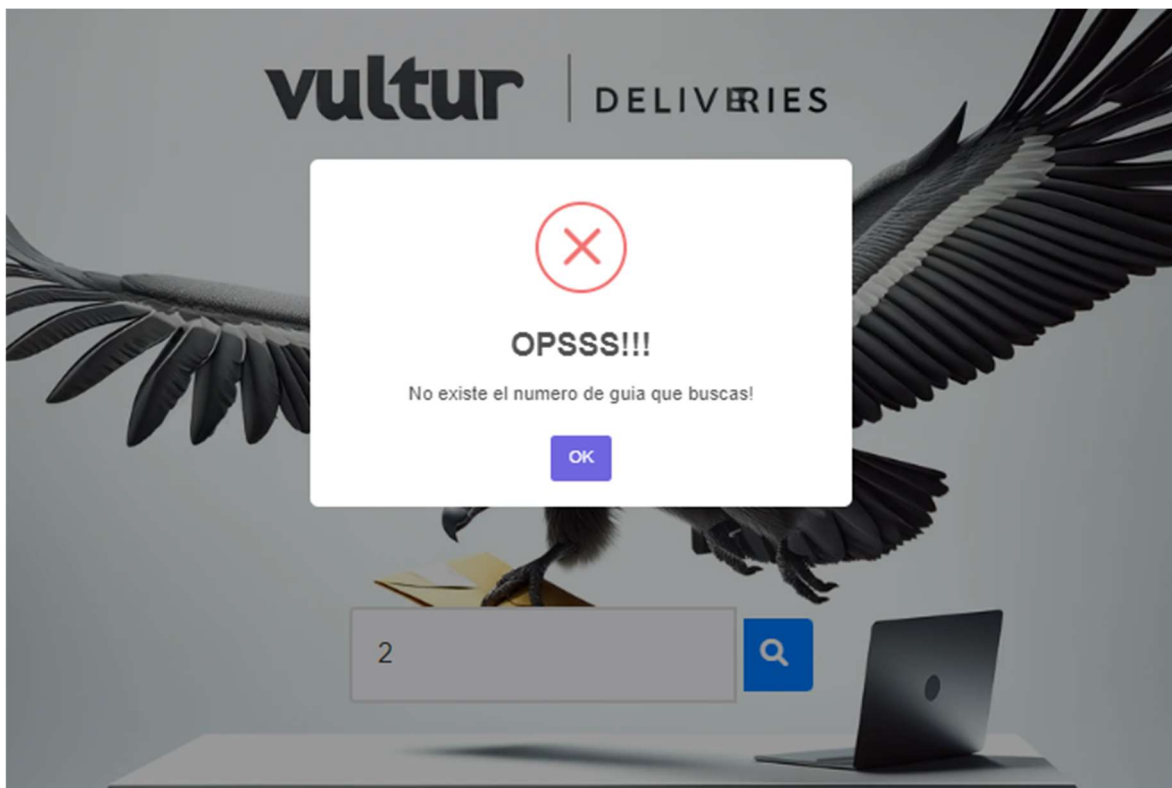 vultur | DELIVERIES
OPSSS!!!
No existe el numero de guia que buscas!
OK
2